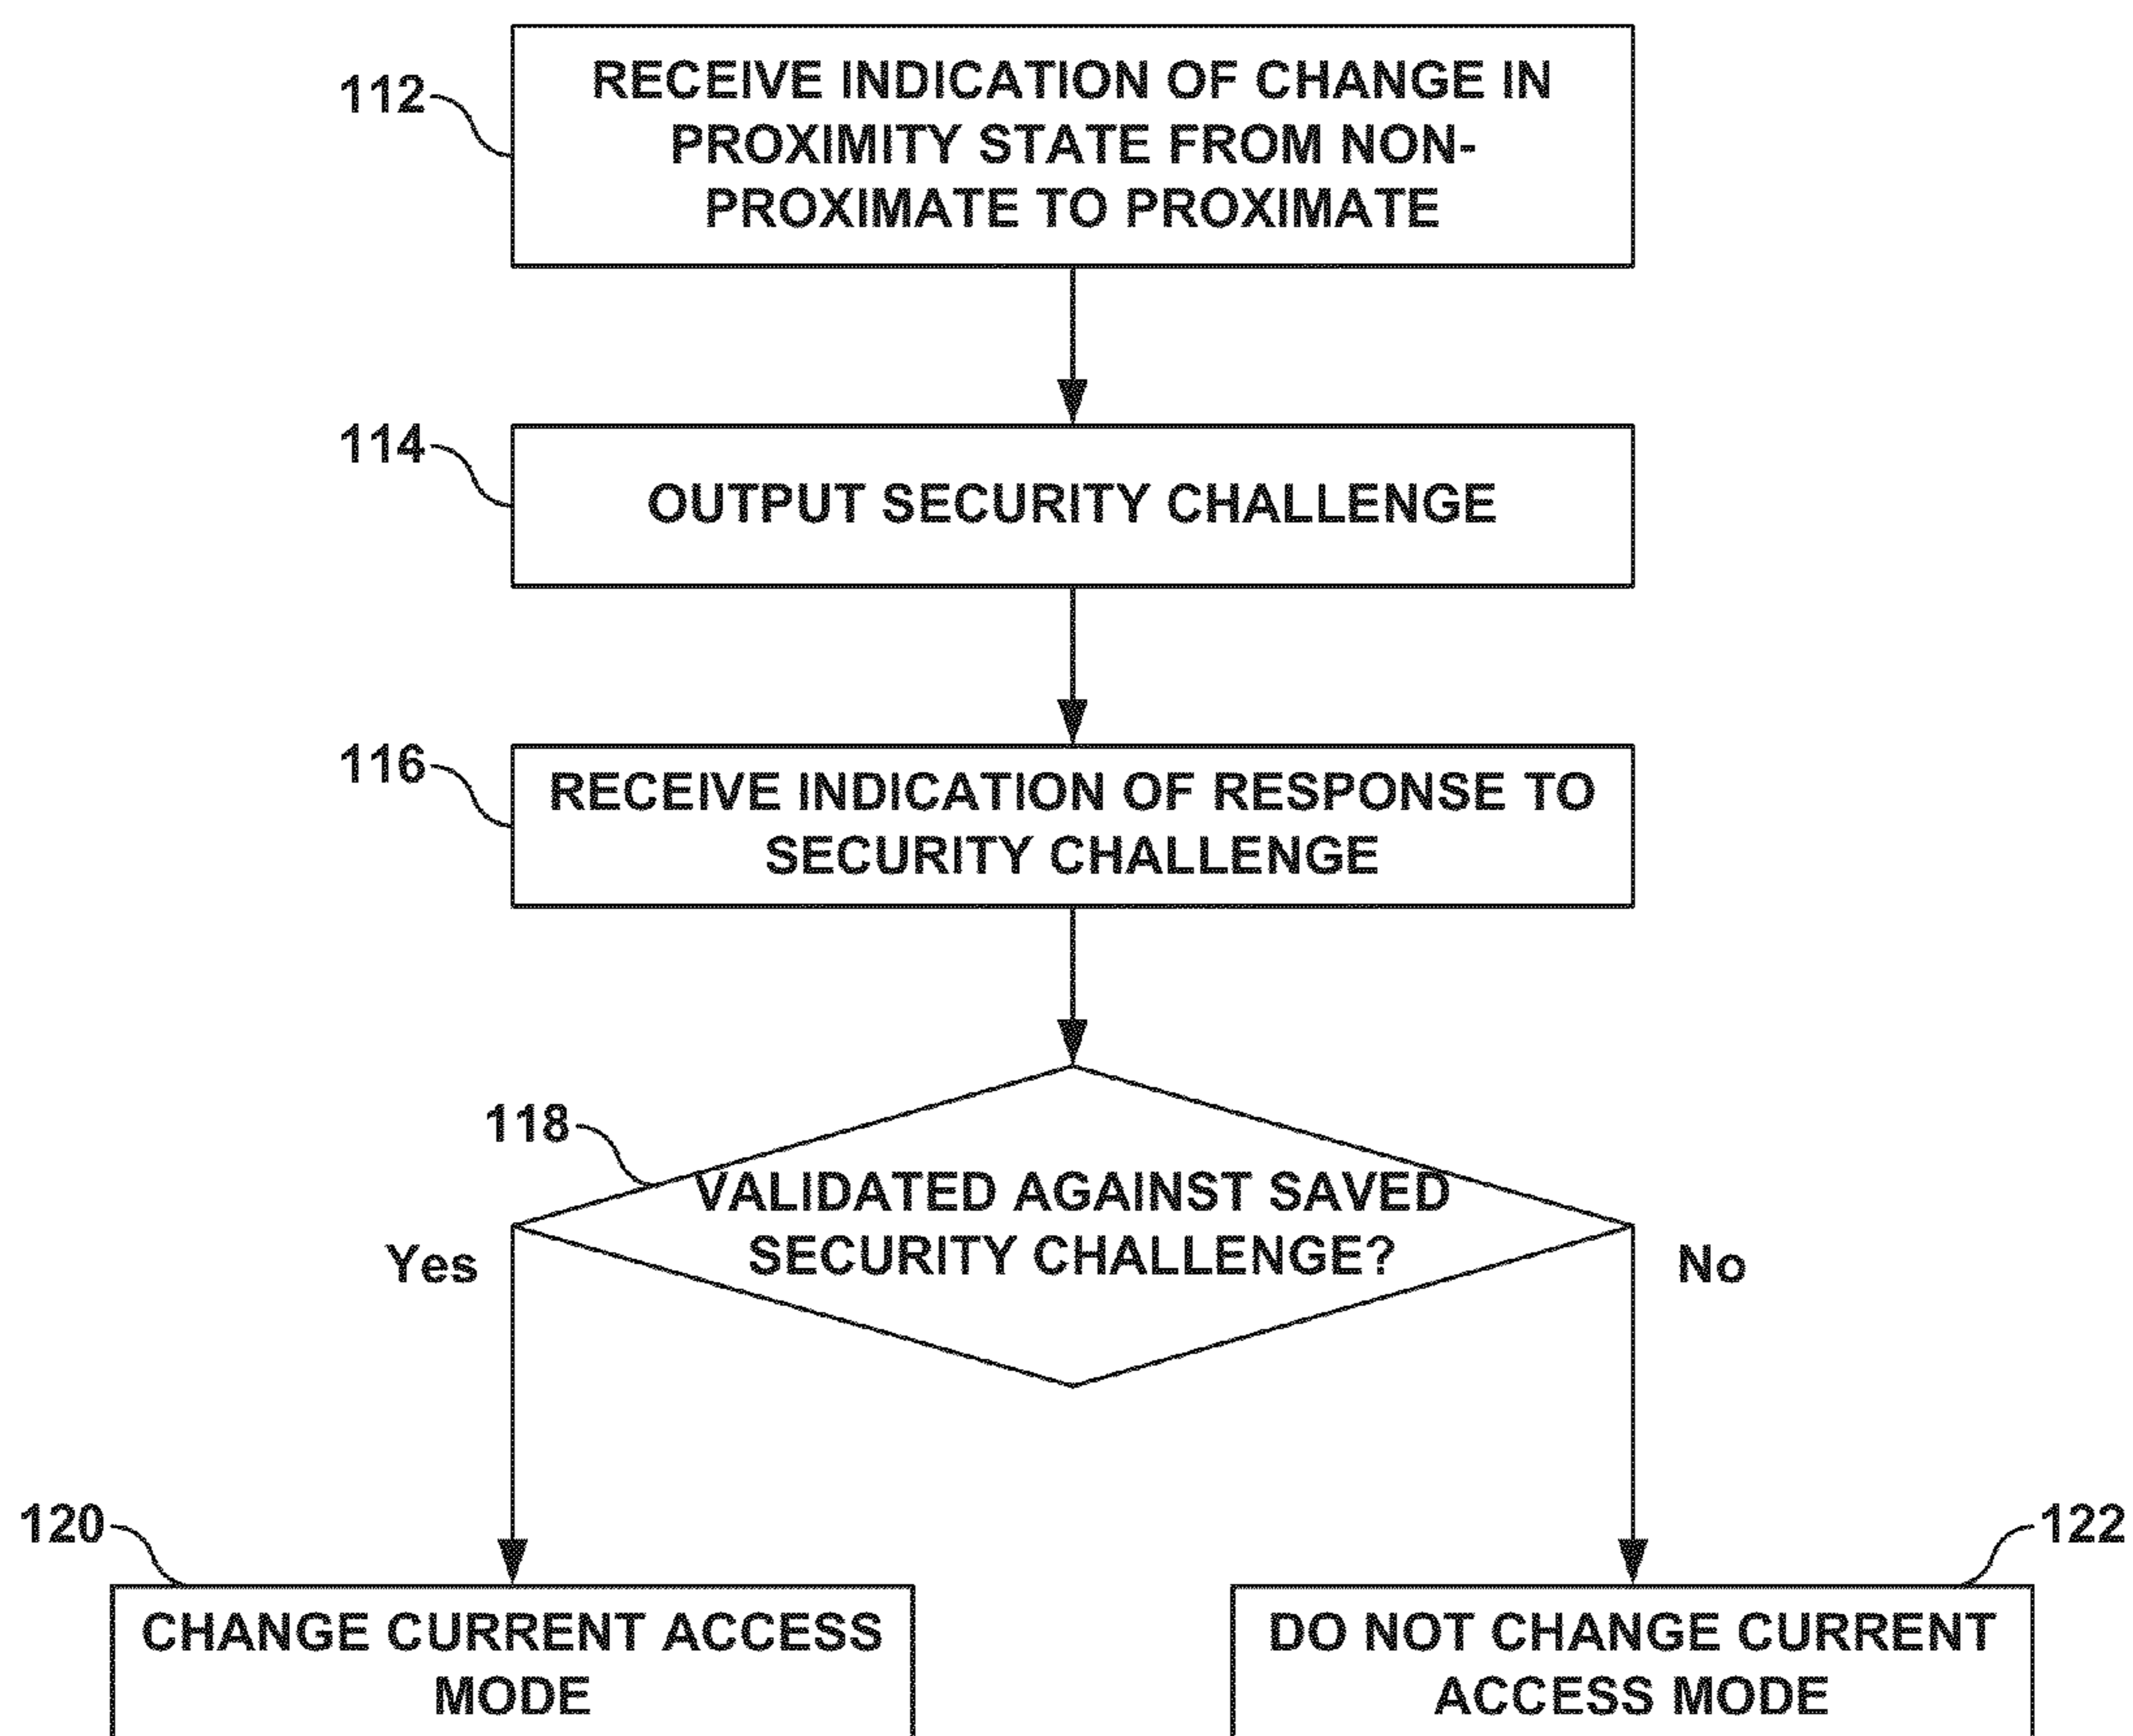 112
RECEIVE INDICATION OF CHANGE IN
PROXIMITY STATE FROM NON-
PROXIMATE TO PROXIMATE
114
OUTPUT SECURITY CHALLENGE
116
RECEIVE INDICATION OF RESPONSE TO
SECURITY CHALLENGE
118
VALIDATED AGAINST SAVED
SECURITY CHALLENGE?
Yes
No
120
CHANGE CURRENT ACCESS
MODE
122
DO NOT CHANGE CURRENT
ACCESS MODE